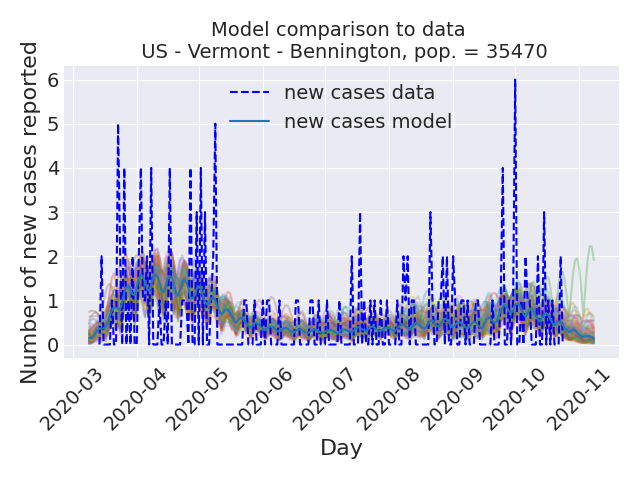 Model comparison to data
US - Vermont - Bennington, pop. = 35470
Number of new cases reported
6
5
4
3
2
1
0
new cases data
new cases model
2020-03
2020-04
2020-05
2020-06
2020-07
2020-08
2020-09
2020-10
2020-11
Day